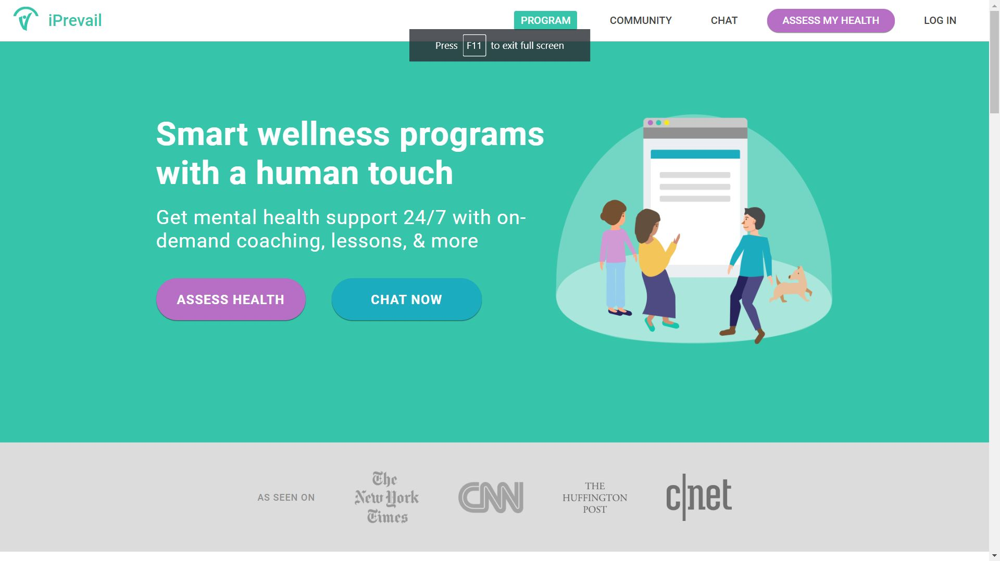 iPrevail
PROGRAM
COMMUNITY
CHAT
ASSESS MY HEALTH
LOG IN
Press F11 to exit full screen
Smart wellness programs
with a human touch
Get mental health support 24/7 with on-
demand coaching, lessons, & more
ASSESS HEALTH
CHAT NOW
AS SEEN ON
The
New York
Times
CNN
THE
HUFFINGTON
POST
c|net